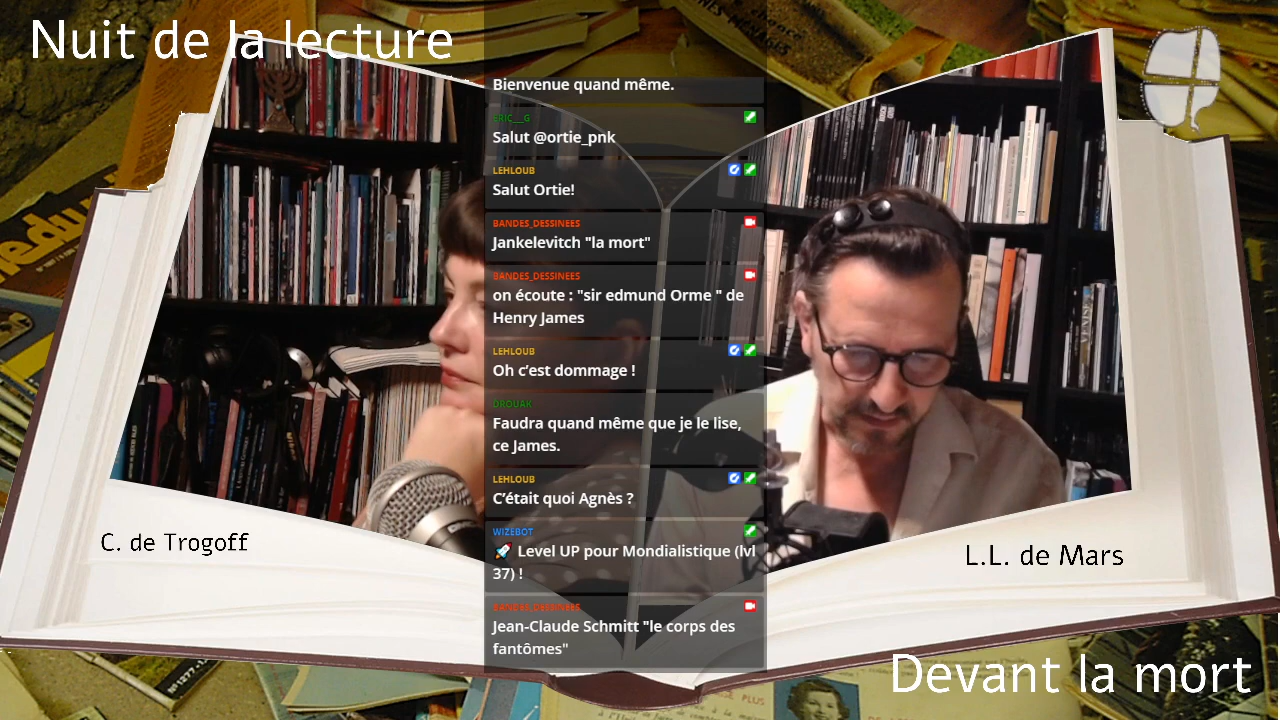 Nuit de la lecture
Bienvenue quand même.
ERIC__G
Salut @ortie_pnk
LEHLOUB
Salut Ortie!
BANDES_DESSINEES
Jankelevitch "la mort"
BANDES_DESSINEES
on écoute : "sir edmund Orme " de
Henry James
LEHLOUB
Oh c’est dommage !
DROUAK
Faudra quand même que je le lise,
ce James.
LEHLOUB
C’était quoi Agnès ?
WIZEBOT
🚀 Level UP pour Mondialistique (lvl
37) !
BANDES_DESSINEES
Jean-Claude Schmitt "le corps des
fantômes"
C. de Trogoff
L.L. de Mars
Devant la mort